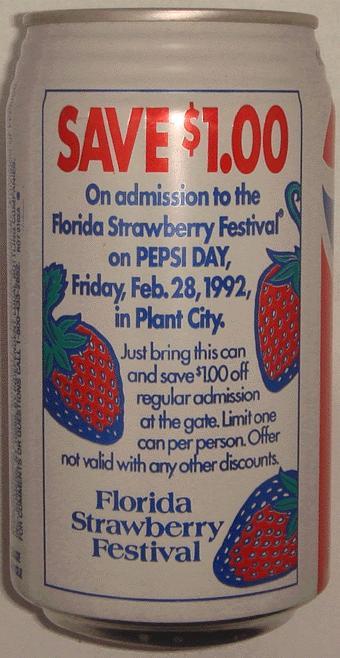 SAVE $1.00
On admission to the
Florida Strawberry Festival®
on PEPSI DAY,
Friday, Feb. 28, 1992,
in Plant City.
Just bring this can
and save $1.00 off
regular admission
at the gate. Limit one
can per person. Offer
not valid with any other discounts.
Florida
Strawberry
Festival